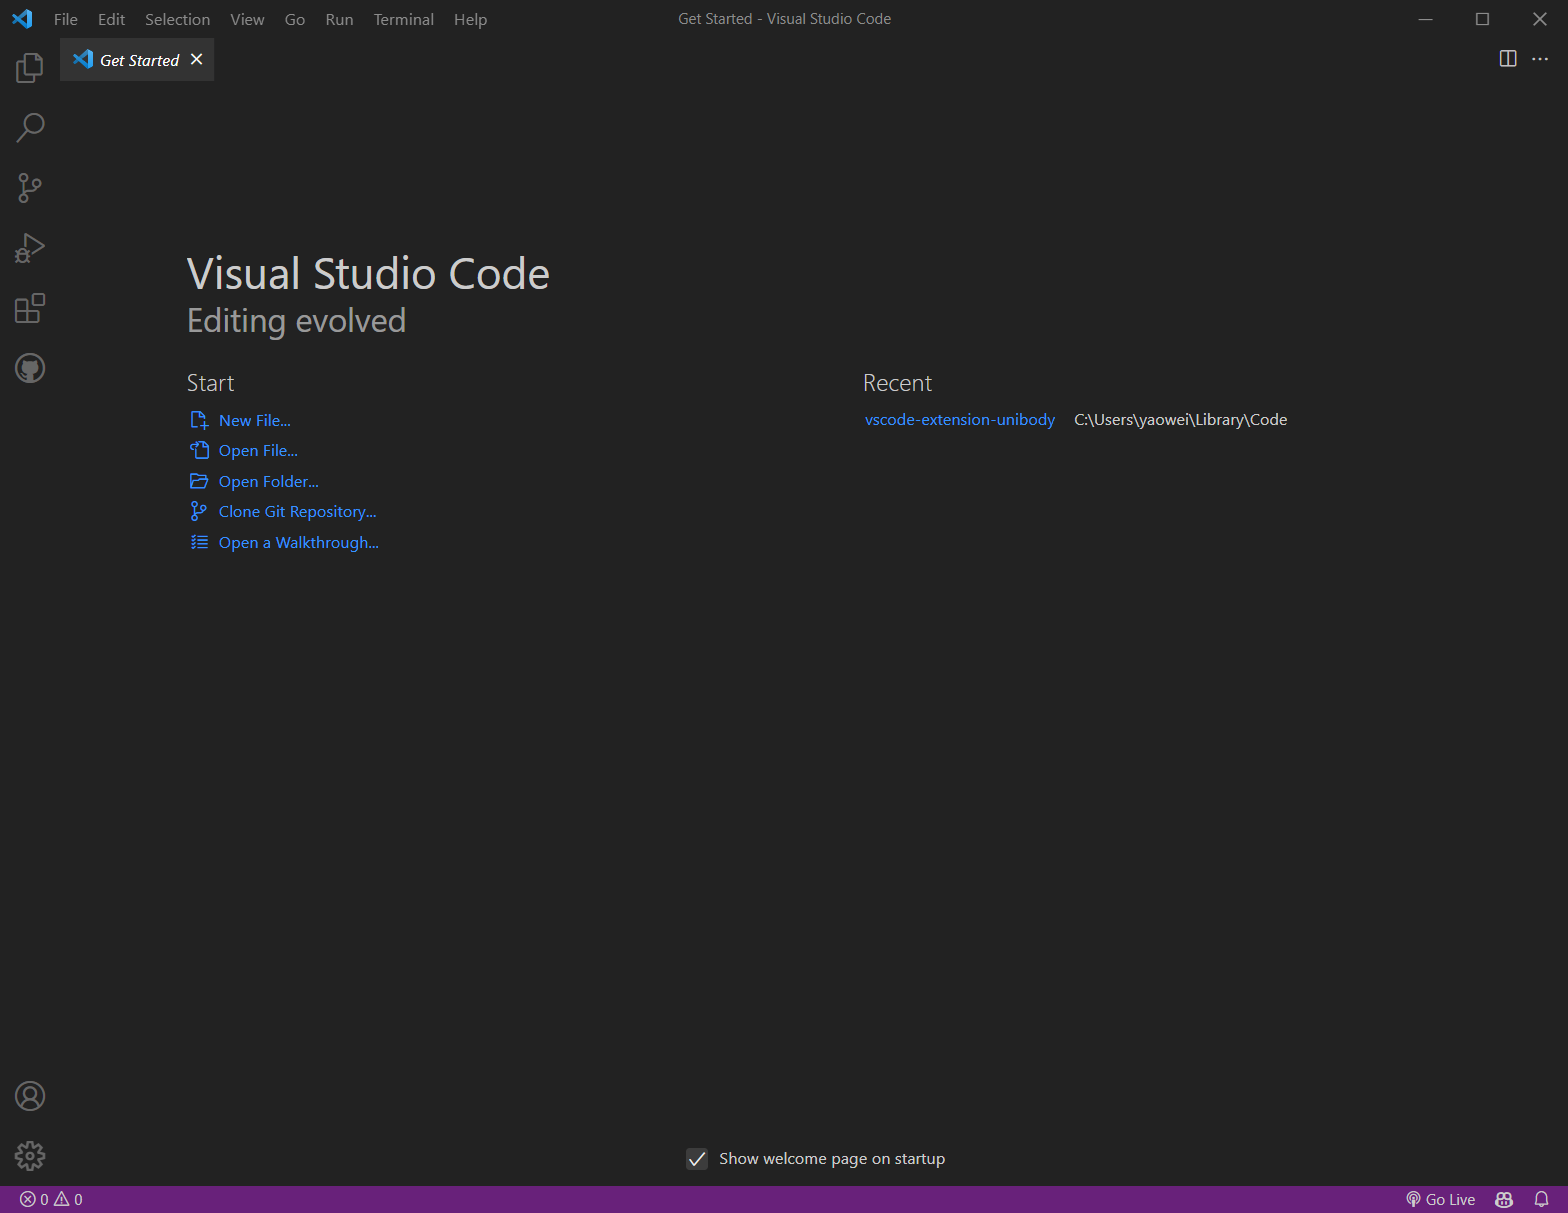 File Edit Selection View Go Run Terminal Help Get Started - Visual Studio Code
Get Started
Visual Studio Code
Editing evolved
Start
New File...
Open File...
Open Folder...
Clone Git Repository...
Open a Walkthrough...
Recent
vscode-extension-unibody C:\Users\yaowei\Library\Code
Show welcome page on startup
0 0 Go Live